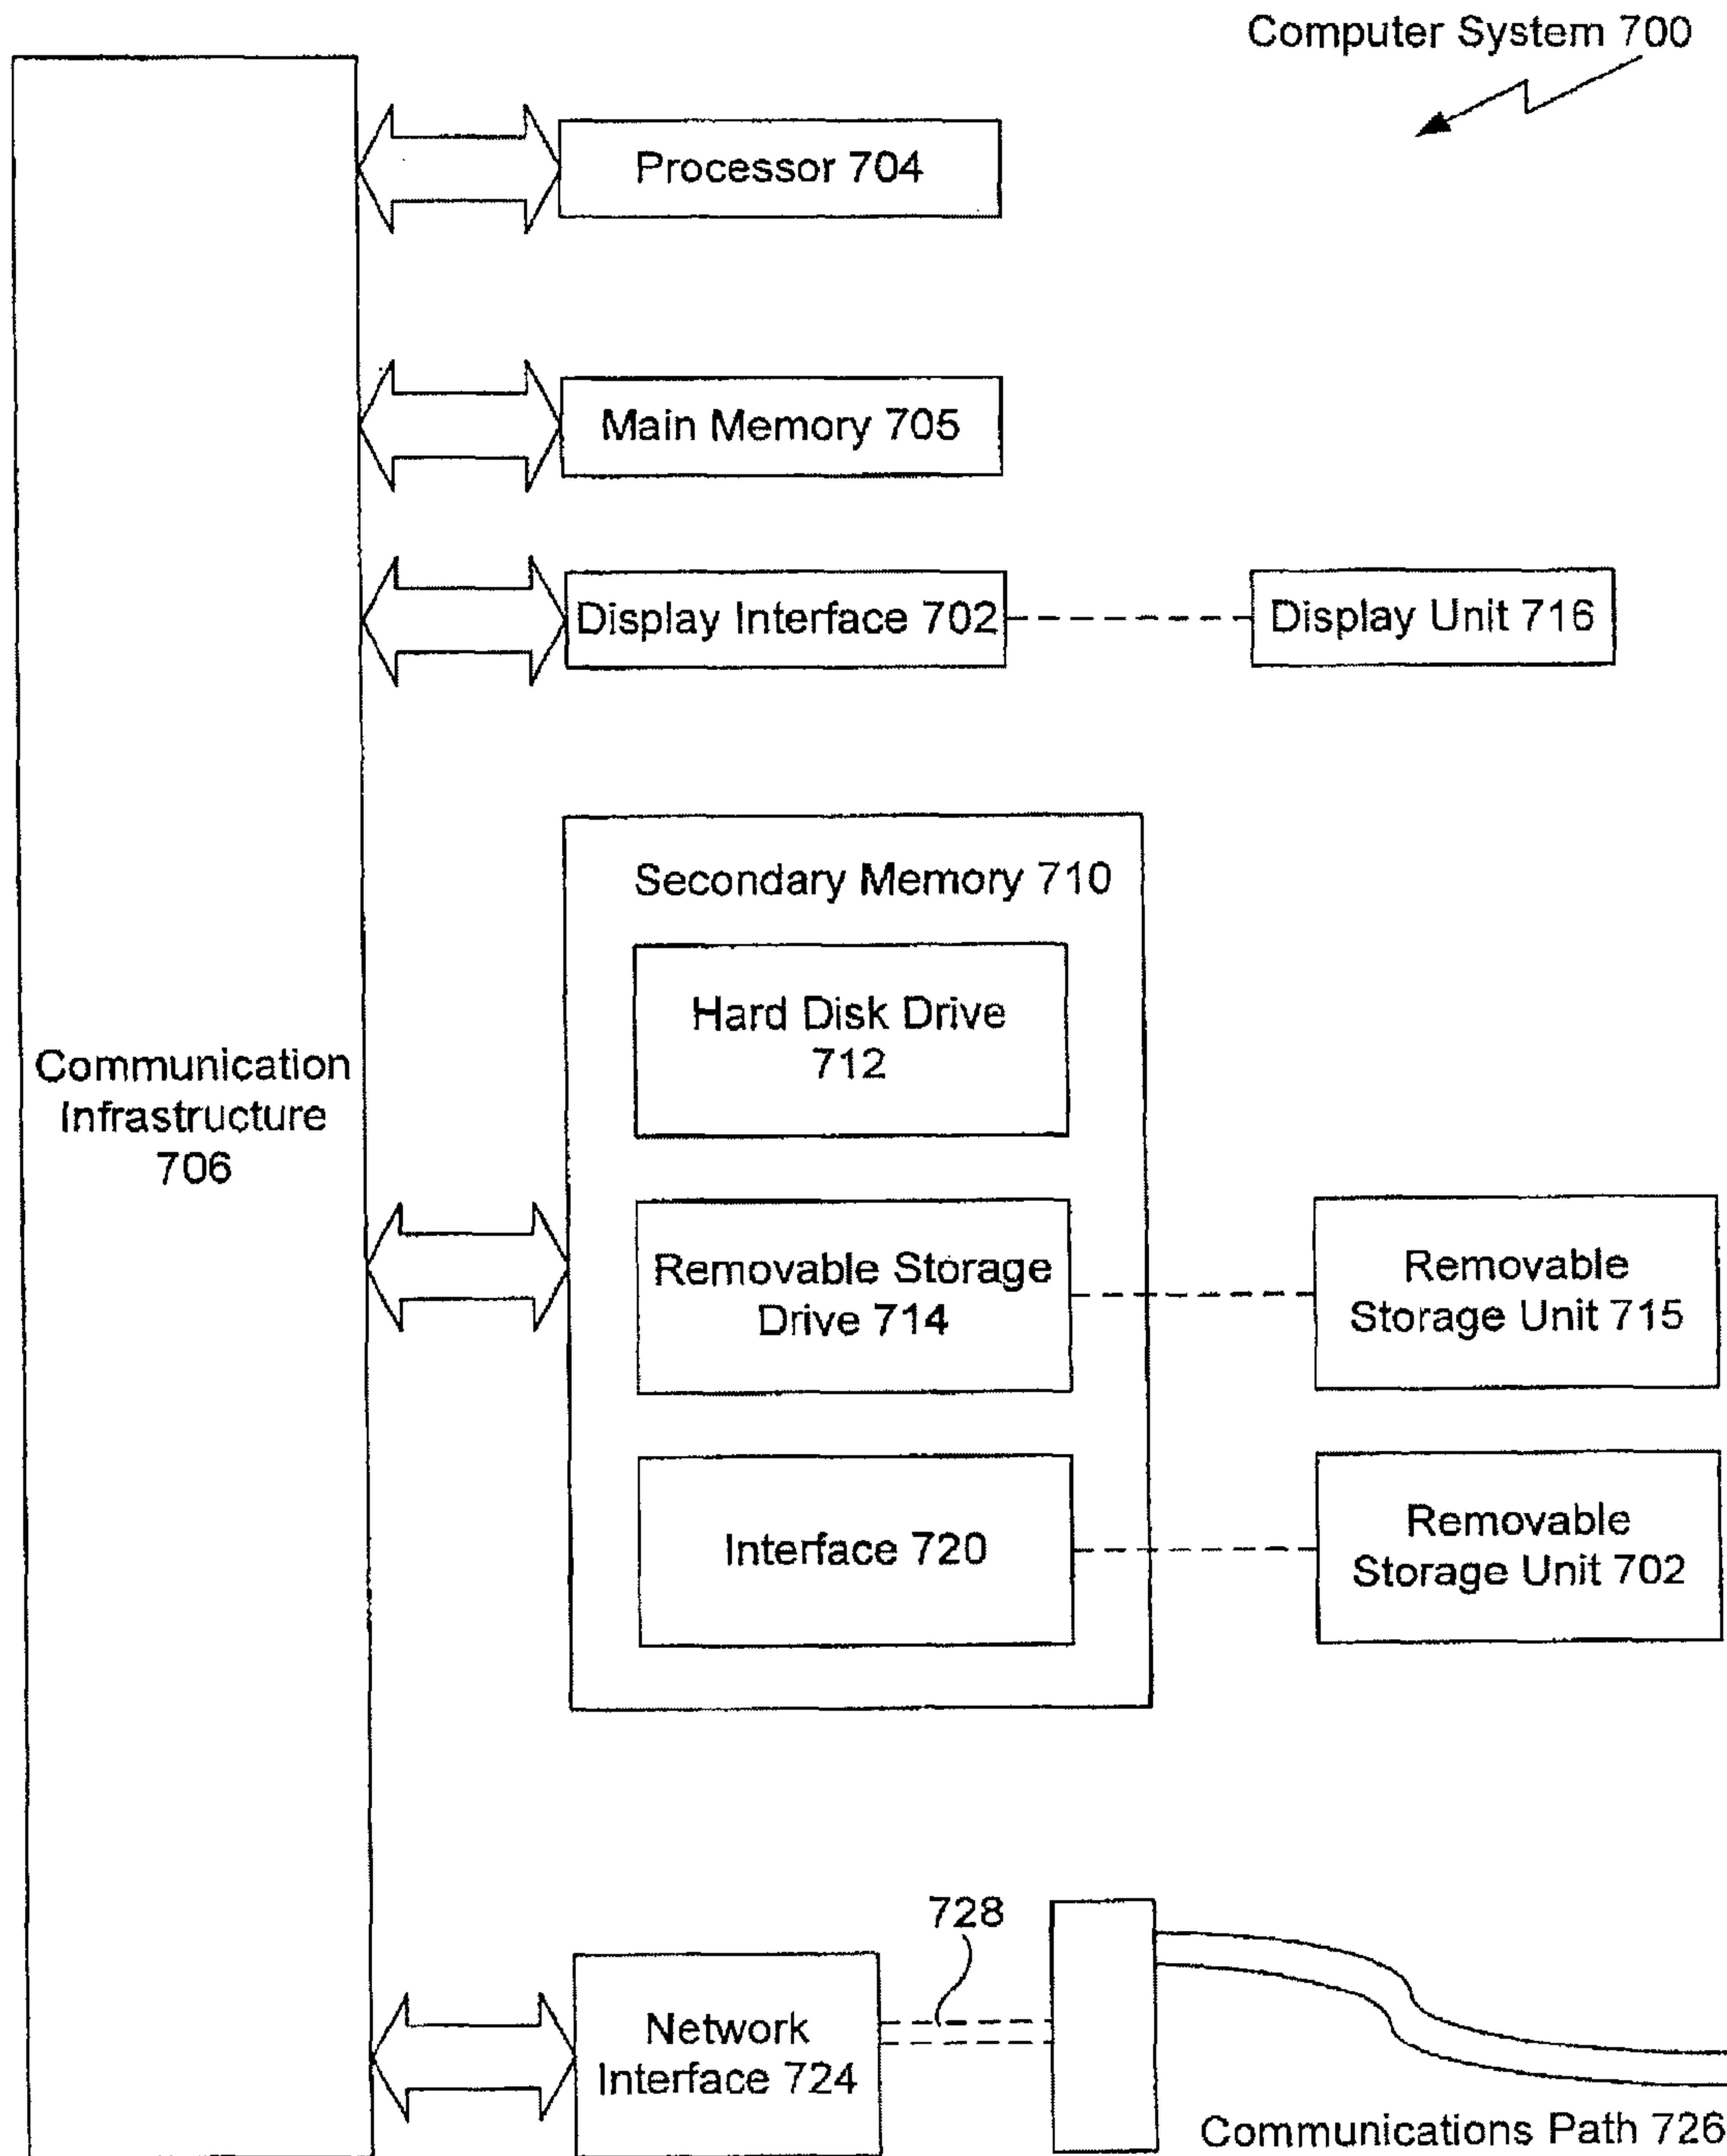 Computer System 700
Processor 704
Main Memory 705
Display Interface 702
Display Unit 716
Secondary Memory 710
Hard Disk Drive
712
Communication
Infrastructure
706
Removable Storage
Drive 714
Removable
Storage Unit 715
Interface 720
Removable
Storage Unit 702
728
Network
Interface 724
Communications Path 726